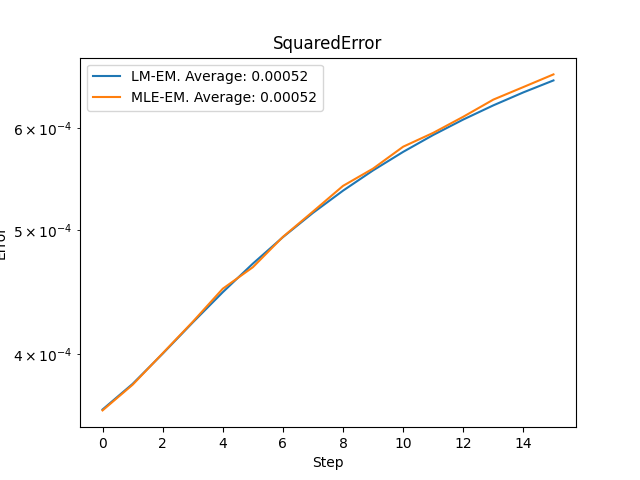 SquaredError
LM-EM. Average: 0.00052
MLE-EM. Average: 0.00052
6 × 10⁻⁴
5 × 10⁻⁴
4 × 10⁻⁴
Error
0 2 4 6 8 10 12 14
Step